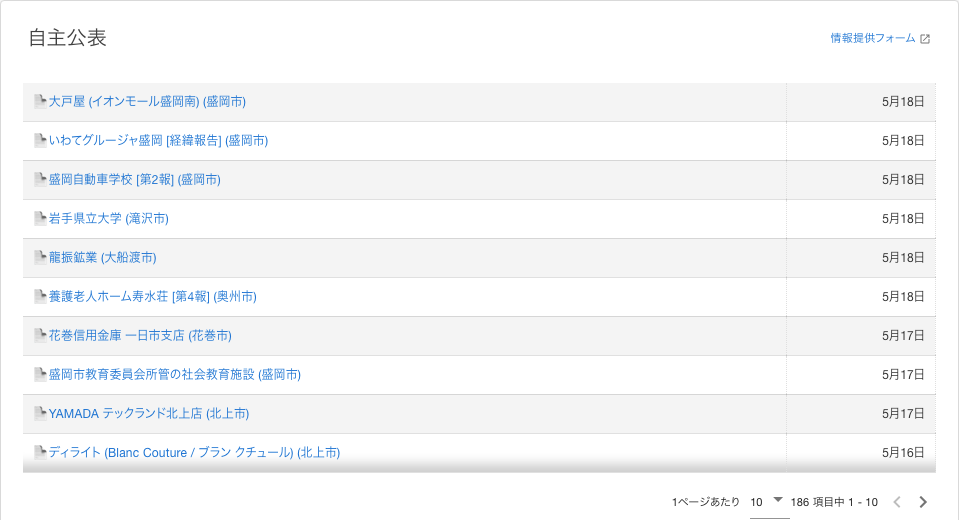 自主公表
情報提供フォーム
大戸屋 (イオンモール盛岡南) (盛岡市) 5月18日
いわてグルージャ盛岡 [経緯報告] (盛岡市) 5月18日
盛岡自動車学校 [第2報] (盛岡市) 5月18日
岩手県立大学 (滝沢市) 5月18日
龍振鉱業 (大船渡市) 5月18日
養護老人ホーム寿水荘 [第4報] (奥州市) 5月18日
花巻信用金庫 一日市支店 (花巻市) 5月17日
盛岡市教育委員会所管の社会教育施設 (盛岡市) 5月17日
YAMADA テックランド北上店 (北上市) 5月17日
ディライト (Blanc Couture / ブラン クチュール) (北上市) 5月16日
1ページあたり 10 186 項目中 1 - 10